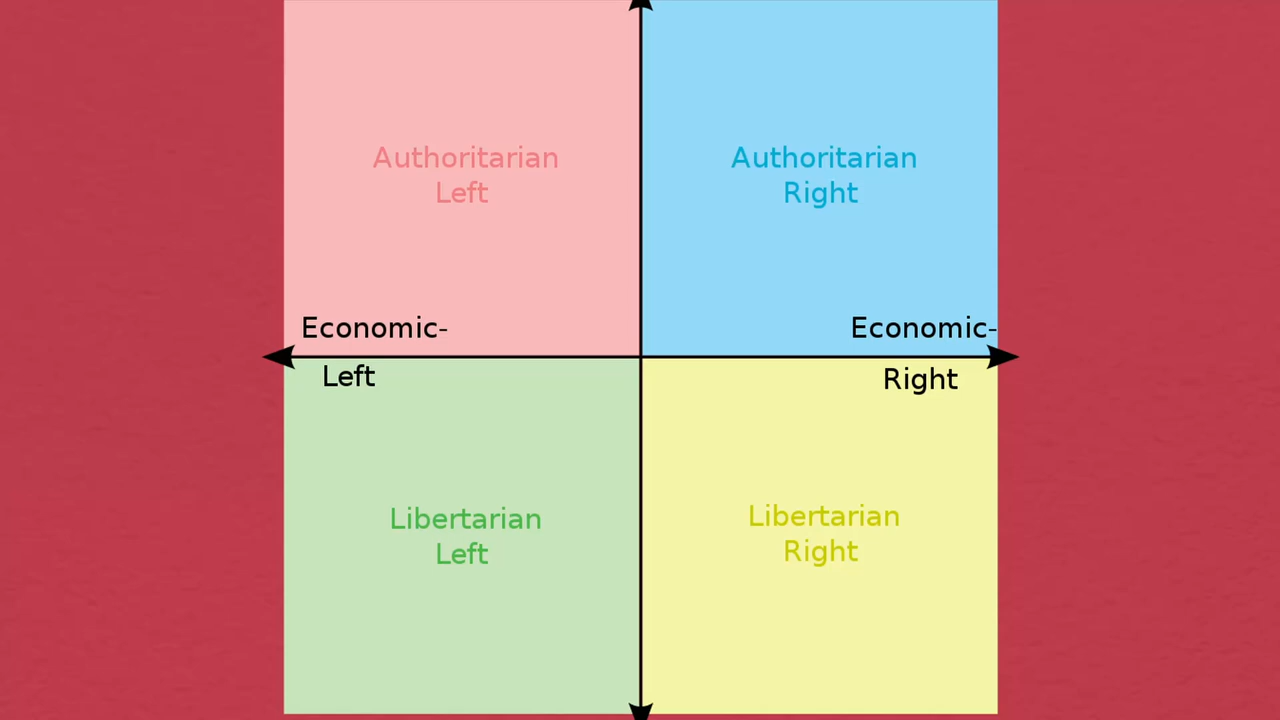 Authoritarian
Left
Authoritarian
Right
Economic-
Left
Economic-
Right
Libertarian
Left
Libertarian
Right